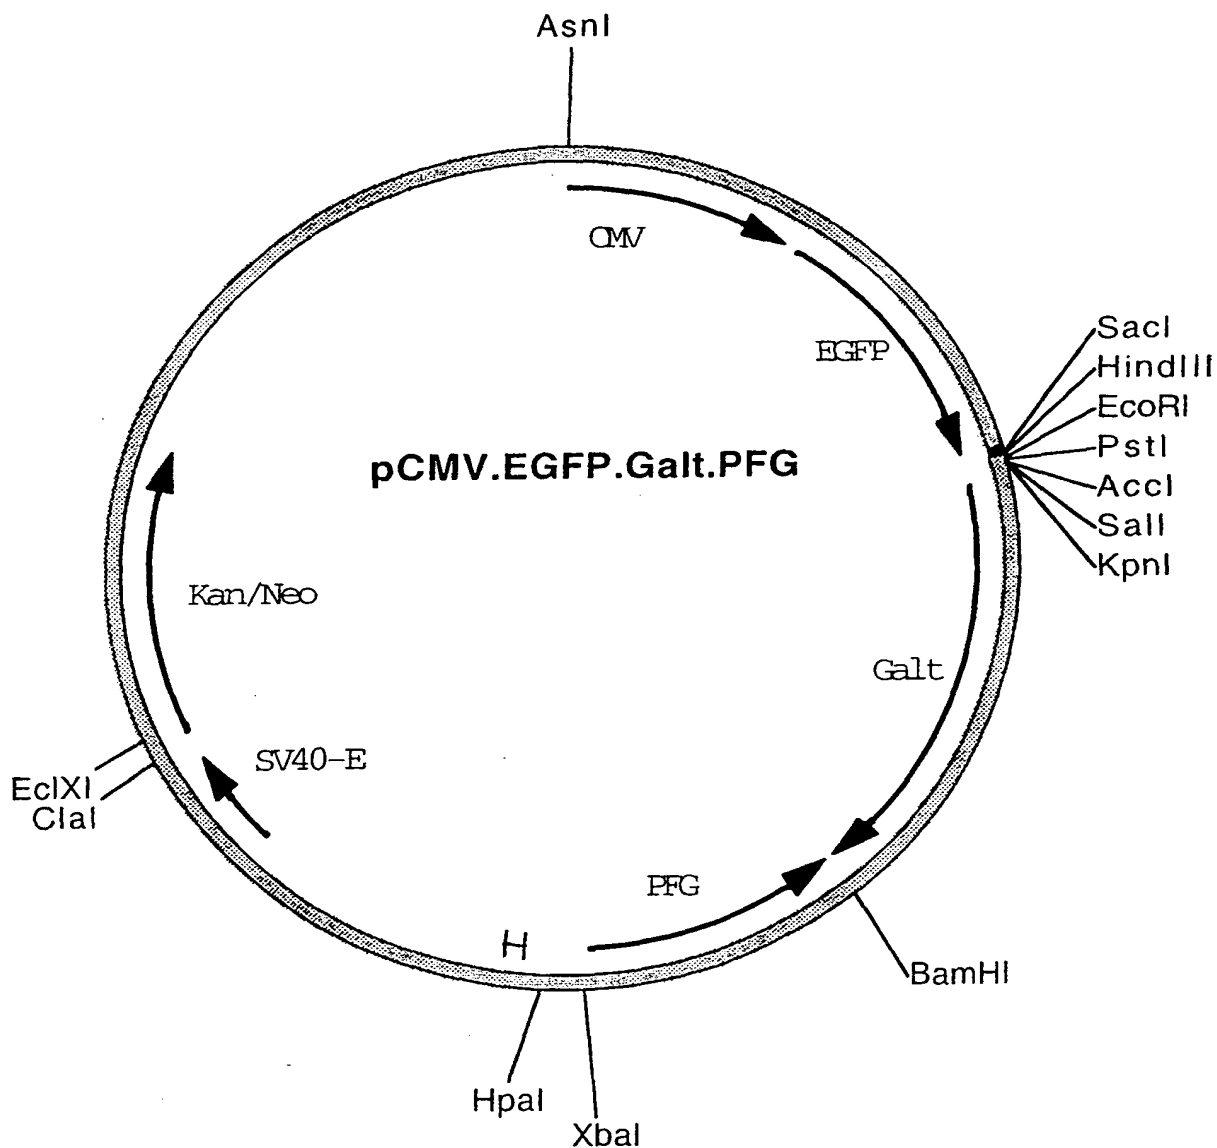 AsnI
CMV
EGFP
SacI
HindIII
EcoRI
PstI
AccI
SalI
KpnI
pCMV.EGFP.Galt.PFG
Kan/Neo
Galt
SV40-E
EclXI
ClaI
PFG
H
BamHI
HpaI
XbaI